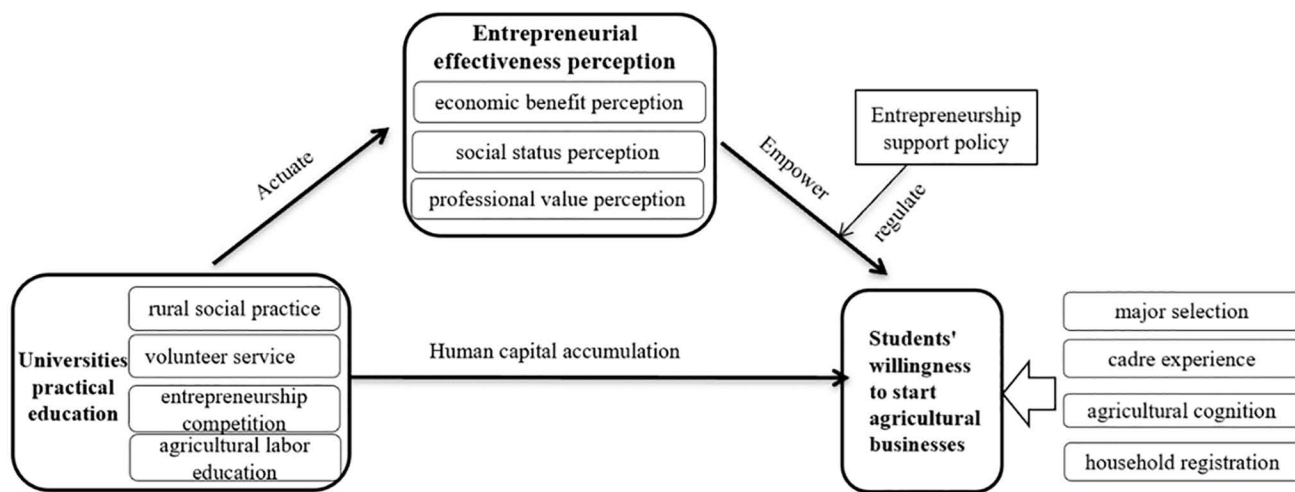 Entrepreneurial
effectiveness perception
economic benefit perception
social status perception
professional value perception
Entrepreneurship
support policy
Actuate
Empower
regulate
Universities
practical
education
rural social practice
volunteer service
entrepreneurship
competition
agricultural labor
education
Human capital accumulation
Students'
willingness
to start
agricultural
businesses
major selection
cadre experience
agricultural cognition
household registration